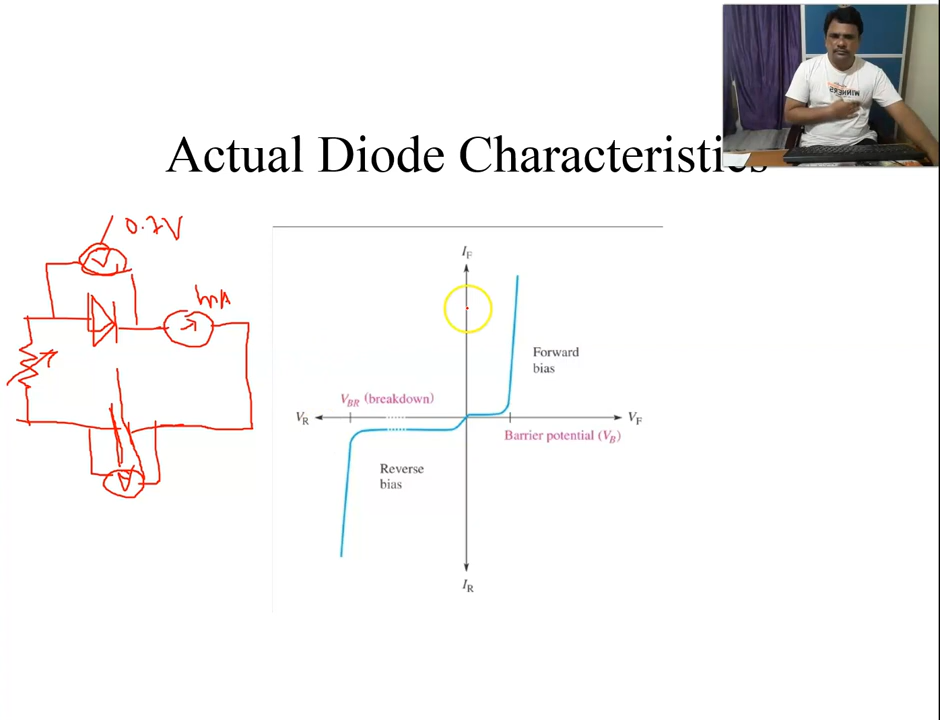 Actual Diode Characteristics
0.7V
V
mA
V
I_F
Forward
bias
V_BR (breakdown)
V_R
V_F
Barrier potential (V_B)
Reverse
bias
I_R
WINNERS